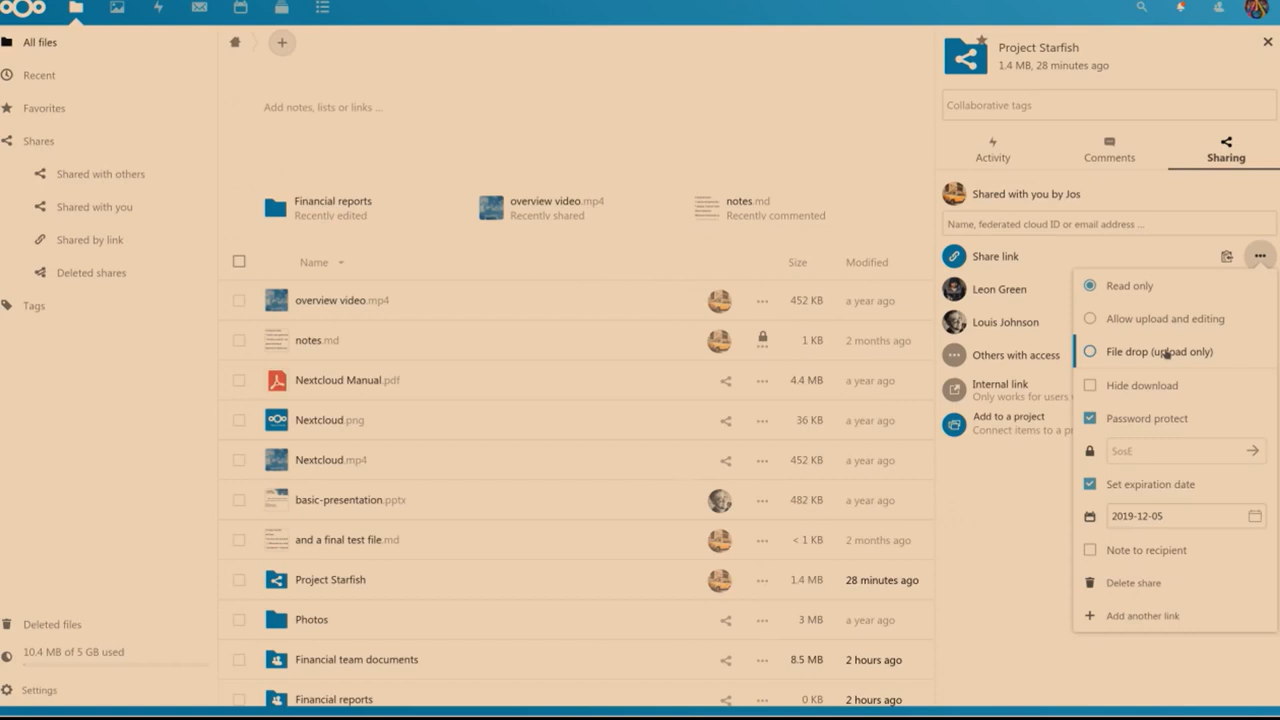 All files
Recent
Favorites
Shares
Shared with others
Shared with you
Shared by link
Deleted shares
Tags
Deleted files
10.4 MB of 5 GB used
Settings
Add notes, lists or links ...
Financial reports
Recently edited
overview video.mp4
Recently shared
notes.md
Recently commented
Name Size Modified
overview video.mp4 452 KB a year ago
notes.md 1 KB 2 months ago
Nextcloud Manual.pdf 4.4 MB a year ago
Nextcloud.png 36 KB a year ago
Nextcloud.mp4 452 KB a year ago
basic-presentation.pptx 482 KB a year ago
and a final test file.md < 1 KB 2 months ago
Project Starfish 1.4 MB 28 minutes ago
Photos 3 MB a year ago
Financial team documents 8.5 MB 2 hours ago
Financial reports 0 KB 2 hours ago
Project Starfish
1.4 MB, 28 minutes ago
Collaborative tags
Activity Comments Sharing
Shared with you by Jos
Name, federated cloud ID or email address ...
Share link
Leon Green
Louis Johnson
Others with access
Internal link
Only works for users
Add to a project
Connect items to a
Read only
Allow upload and editing
File drop (upload only)
Hide download
Password protect
Set expiration date
2019-12-05
Note to recipient
Delete share
Add another link